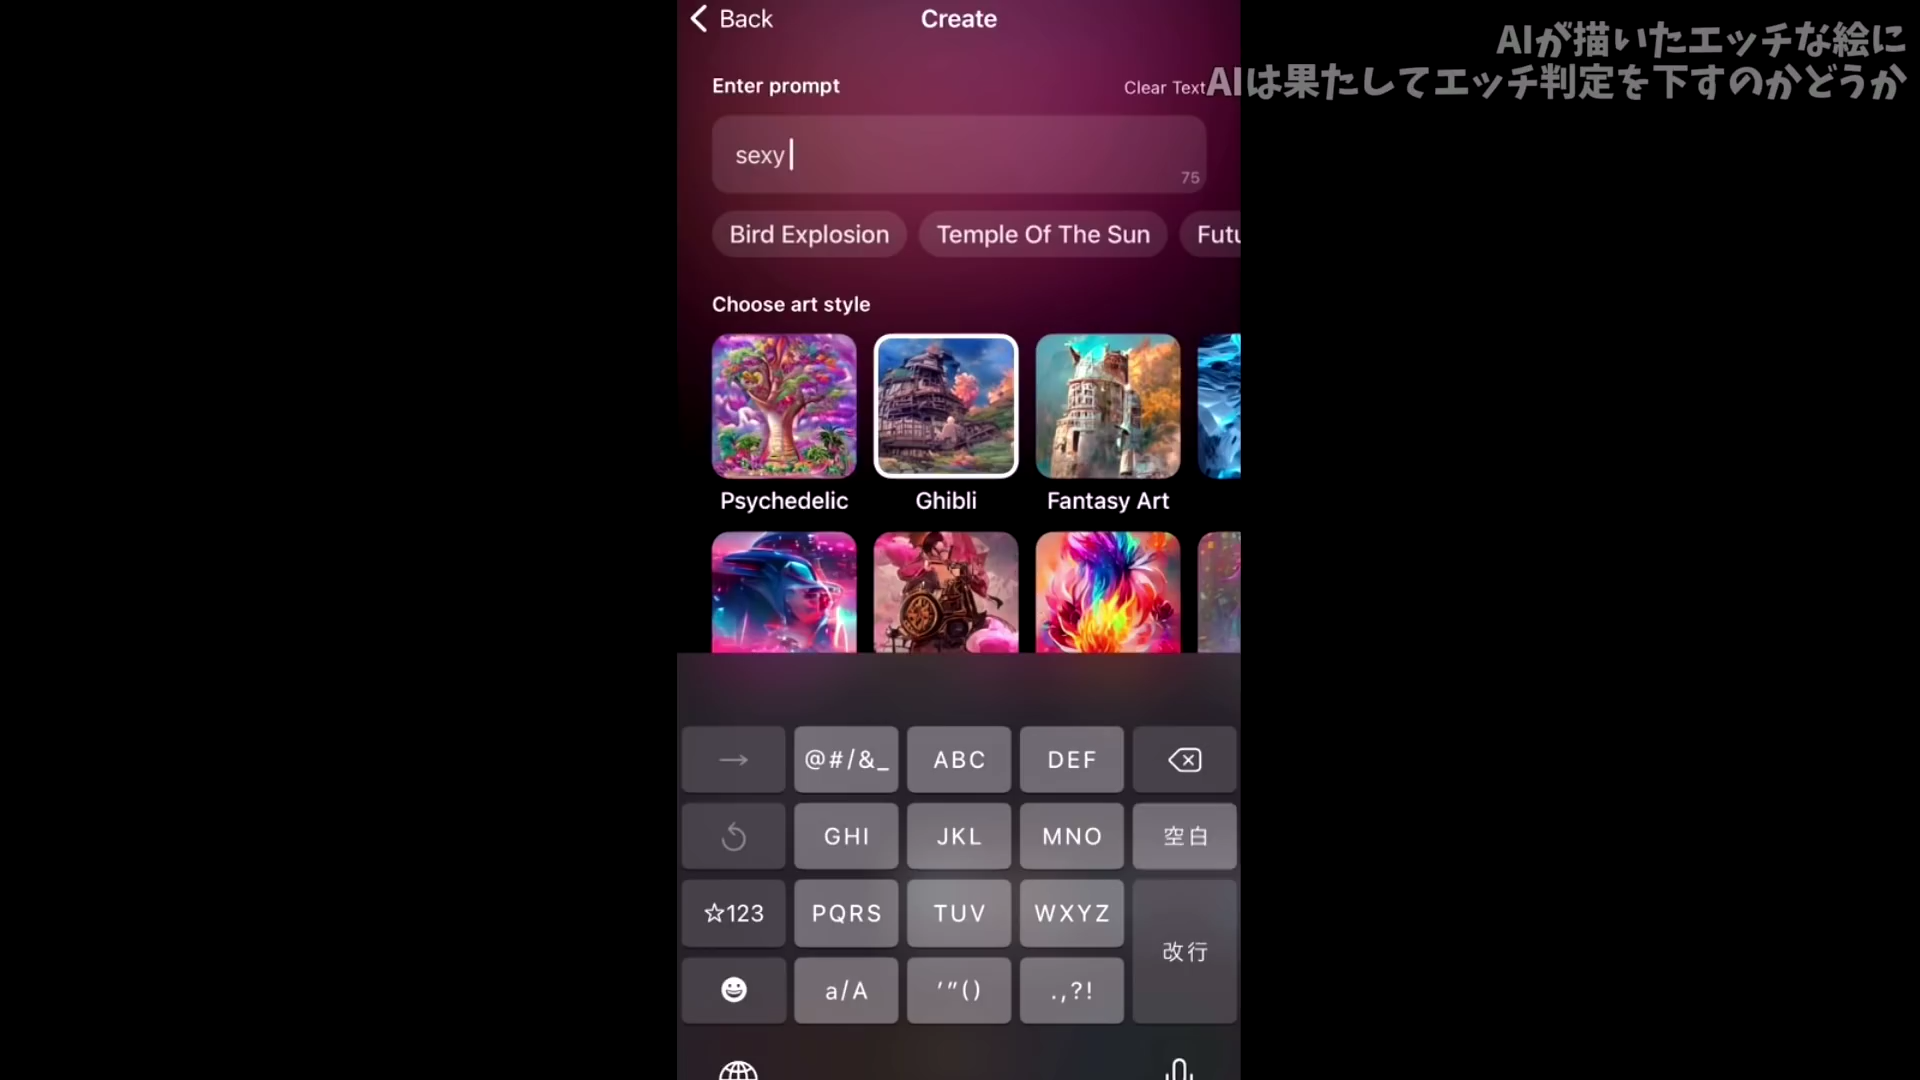 Back
Create
AIが描いたエッチな絵に
AIは果たしてエッチ判定を下すのかどうか
Enter prompt
Clear Text
sexy
75
Bird Explosion
Temple Of The Sun
Futu
Choose art style
Psychedelic
Ghibli
Fantasy Art
→
@#/&_
ABC
DEF
GHI
JKL
MNO
空白
☆123
PQRS
TUV
WXYZ
改行
a/A
'"()
.,?!